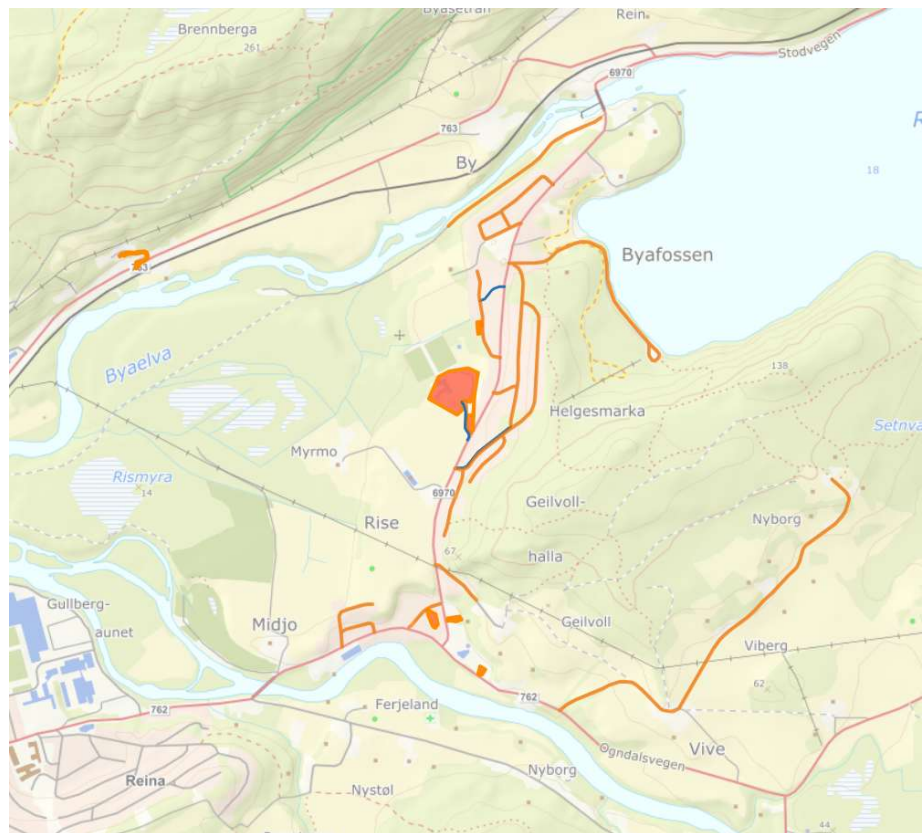 Byåsetran
Rein
Brennberga
261
Stodvegen
6970
763
By
R
18
Byafossen
763
Byaelva
138
Helgesmarka
Setnva
Myrmo
Rismyra
14
6970
Geilvoll-
Rise
Nyborg
halla
67
Gullberg-
aunet
Midjo
Geilvoll
Viberg
62
762
762
Ferjeland
Vive
Ogndalsvegen
Reina
Nyborg
Nystøl
44